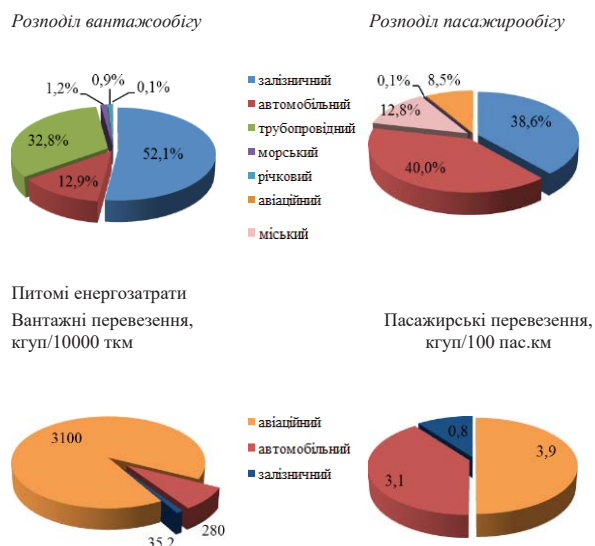 Розподіл вантажообігу
Розподіл пасажирообігу
1,2%
0,9%
0,1%
32,8%
52,1%
12,9%
залізничний
автомобільний
трубопровідний
морський
річковий
авіаційний
міський
0,1%
8,5%
12,8%
38,6%
40,0%
Питомі енергозатрати
Вантажні перевезення,
кгуп/10000 ткм
Пасажирські перевезення,
кгуп/100 пас.км
3100
280
35,2
авіаційний
автомобільний
залізничний
0,8
3,9
3,1